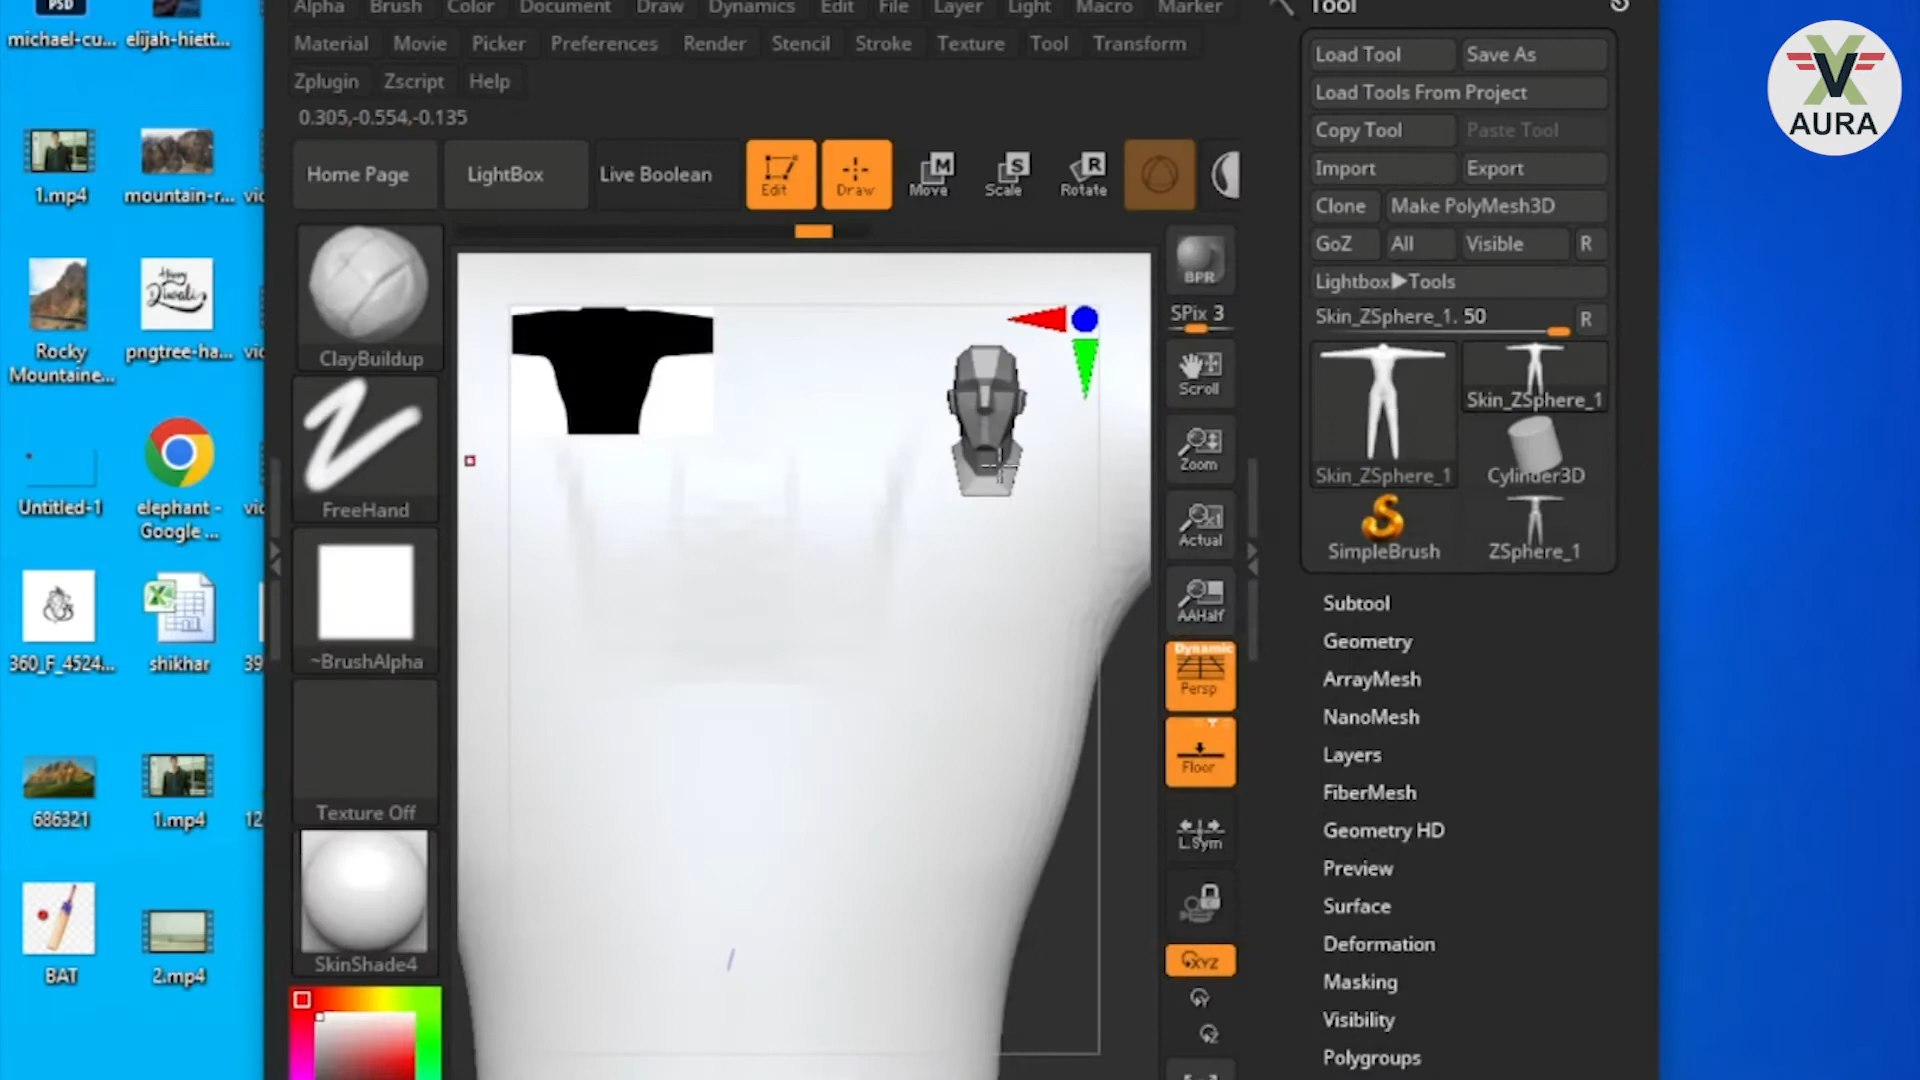 Alpha Brush Color Document Draw Dynamics Edit File Layer Light Macro Marker
Material Movie Picker Preferences Render Stencil Stroke Texture Tool Transform
Zplugin Zscript Help
0.305,-0.554,-0.135
Home Page
LightBox
Live Boolean
Edit
Draw
M
Move
S
Scale
R
Rotate
ClayBuildup
FreeHand
~BrushAlpha
Texture Off
SkinShade4
BPR
SPix 3
Scroll
Zoom
Actual
AAHalf
Dynamic
Persp
Floor
L.Sym
XYZ
Tool
Load Tool Save As
Load Tools From Project
Copy Tool Paste Tool
Import Export
Clone Make PolyMesh3D
GoZ All Visible R
Lightbox▶Tools
Skin_ZSphere_1. 50 R
Skin_ZSphere_1
Skin_ZSphere_1
Cylinder3D
SimpleBrush
ZSphere_1
Subtool
Geometry
ArrayMesh
NanoMesh
Layers
FiberMesh
Geometry HD
Preview
Surface
Deformation
Masking
Visibility
Polygroups
PSD
michael-cu...
elijah-hiett...
1.mp4
mountain-r...
Rocky
Mountaine...
Happy
Diwali
pngtree-ha...
Untitled-1
elephant -
Google ...
360_F_4524...
shikhar
686321
1.mp4
BAT
2.mp4
VX
AURA